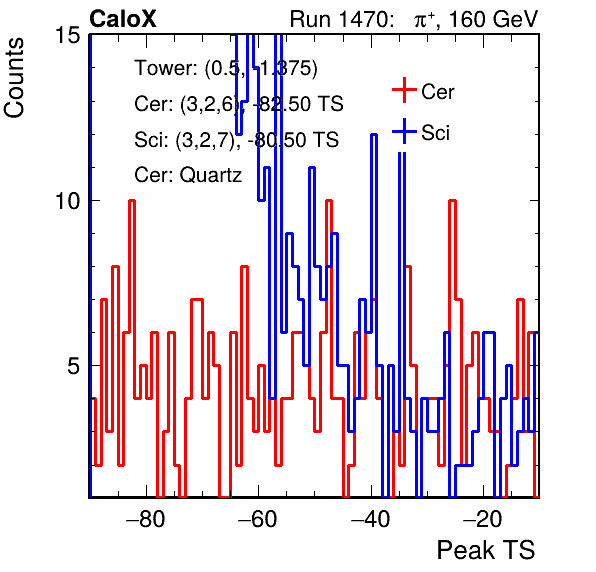 CaloX Run 1470: π⁺, 160 GeV
Counts
15
10
5
Tower: (0.5, -1.375)
Cer: (3,2,6), -82.50 TS
Sci: (3,2,7), -80.50 TS
Cer: Quartz
Cer
Sci
−80 −60 −40 −20
Peak TS